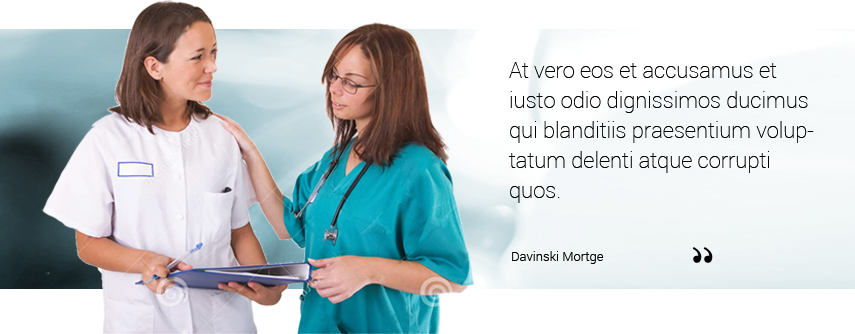 At vero eos et accusamus et
iusto odio dignissimos ducimus
qui blanditiis praesentium volup-
tatum delenti atque corrupti
quos.
Davinski Mortge
”